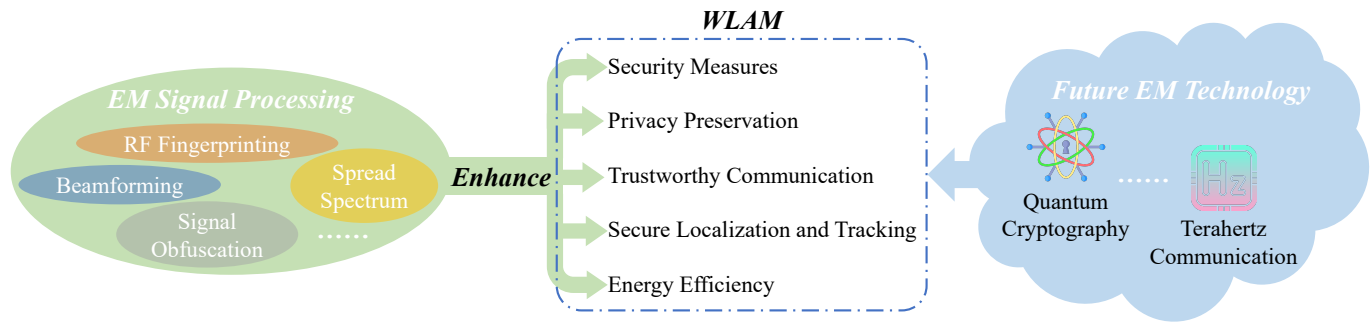 WLAM
EM Signal Processing
RF Fingerprinting
Beamforming
Spread
Spectrum
Signal
Obfuscation
......
Enhance
Security Measures
Privacy Preservation
Trustworthy Communication
Secure Localization and Tracking
Energy Efficiency
Future EM Technology
Quantum
Cryptography
......
Hz
Terahertz
Communication